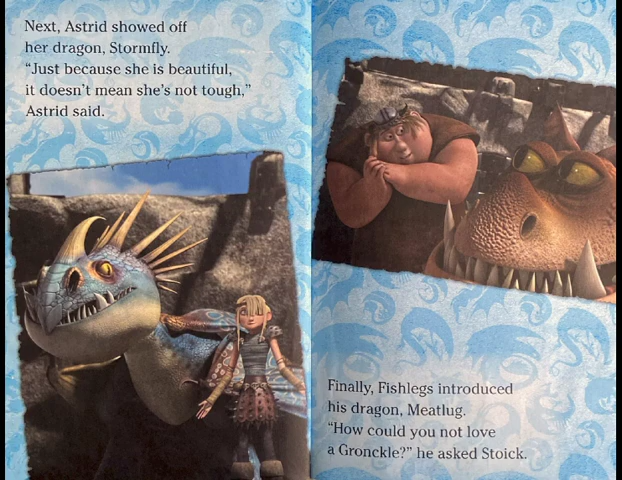 Next, Astrid showed off
her dragon, Stormfly.
“Just because she is beautiful,
it doesn’t mean she’s not tough,”
Astrid said.
Finally, Fishlegs introduced
his dragon, Meatlug.
“How could you not love
a Gronckle?” he asked Stoick.